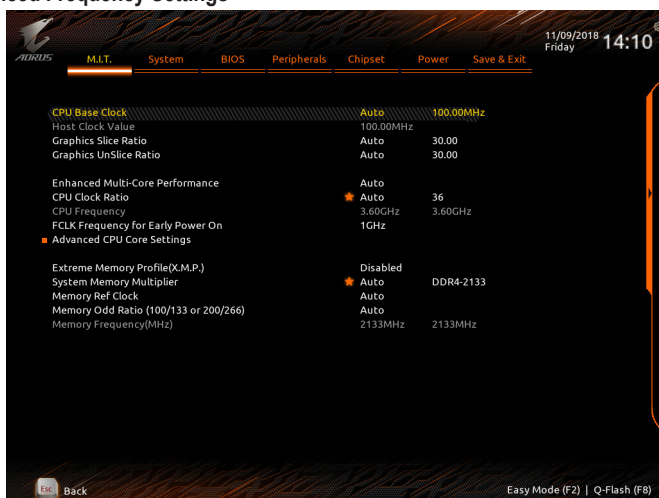 11/09/2018 14:10
Friday
AORUS
M.I.T. System BIOS Peripherals Chipset Power Save & Exit
CPU Base Clock Auto 100.00MHz
Host Clock Value 100.00MHz
Graphics Slice Ratio Auto 30.00
Graphics UnSlice Ratio Auto 30.00
Enhanced Multi-Core Performance Auto
CPU Clock Ratio Auto 36
CPU Frequency 3.60GHz 3.60GHz
FCLK Frequency for Early Power On 1GHz
Advanced CPU Core Settings
Extreme Memory Profile(X.M.P.) Disabled
System Memory Multiplier Auto DDR4-2133
Memory Ref Clock Auto
Memory Odd Ratio (100/133 or 200/266) Auto
Memory Frequency(MHz) 2133MHz 2133MHz
Esc Back Easy Mode (F2) | Q-Flash (F8)